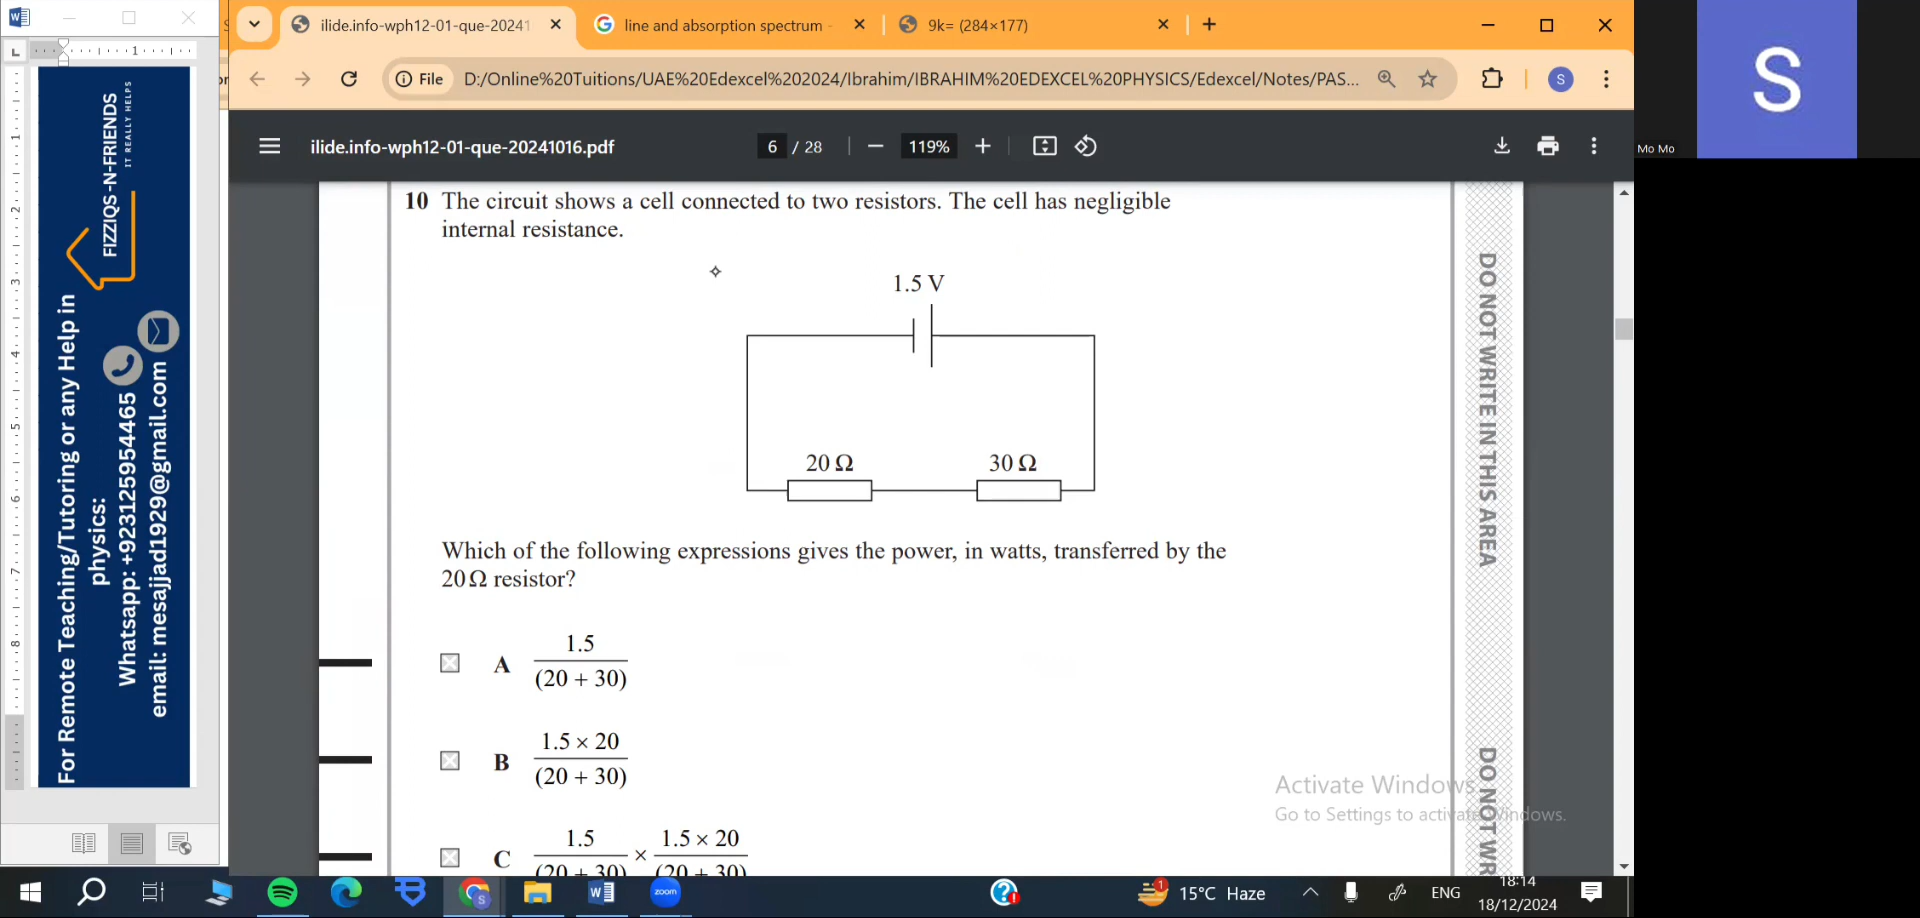 ilide.info-wph12-01-que-20241
line and absorption spectrum -
9k= (284×177)
File
D:/Online%20Tuitions/UAE%20Edexcel%202024/Ibrahim/IBRAHIM%20EDEXCEL%20PHYSICS/Edexcel/Notes/PAS...
S
ilide.info-wph12-01-que-20241016.pdf
6 / 28
119%
S
Mo Mo
For Remote Teaching/Tutoring or any Help in
physics:
Whatsapp: +923125954465
email: mesajjad1929@gmail.com
FIZZIQS-N-FRIENDS
IT REALLY HELPS
10 The circuit shows a cell connected to two resistors. The cell has negligible
internal resistance.
1.5 V
20 Ω
30 Ω
Which of the following expressions gives the power, in watts, transferred by the
20 Ω resistor?
A
1.5
(20 + 30)
B
1.5 × 20
(20 + 30)
C
1.5 × 1.5 × 20
(20 + 30) (20 + 30)
DO NOT WRITE IN THIS AREA
DO NOT WR
Activate Windows
Go to Settings to activate Windows.
zoom
15°C Haze
ENG
18:14
18/12/2024